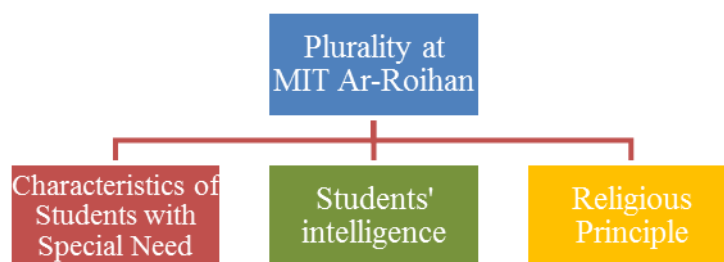 Plurality at
MIT Ar-Roihan
Characteristics of
Students with
Special Need
Students'
intelligence
Religious
Principle